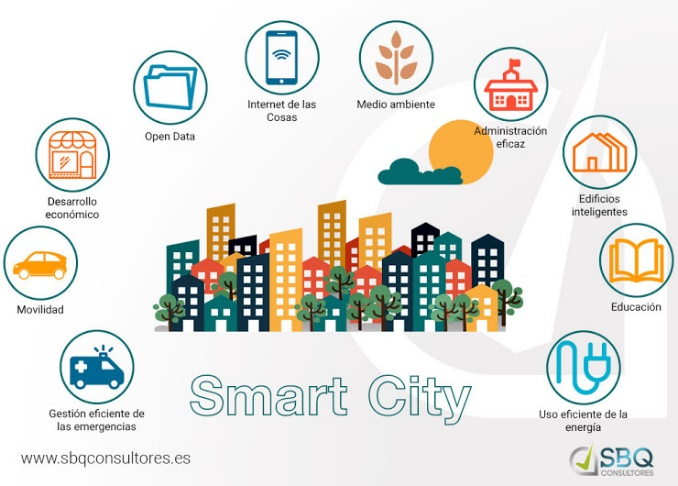 Internet de las
Cosas
Medio ambiente
Open Data
Administración
eficaz
Desarrollo
económico
Edificios
inteligentes
Movilidad
Educación
Gestión eficiente de
las emergencias
Uso eficiente de la
energía
Smart City
www.sbqconsultores.es
SBQ
CONSULTORES